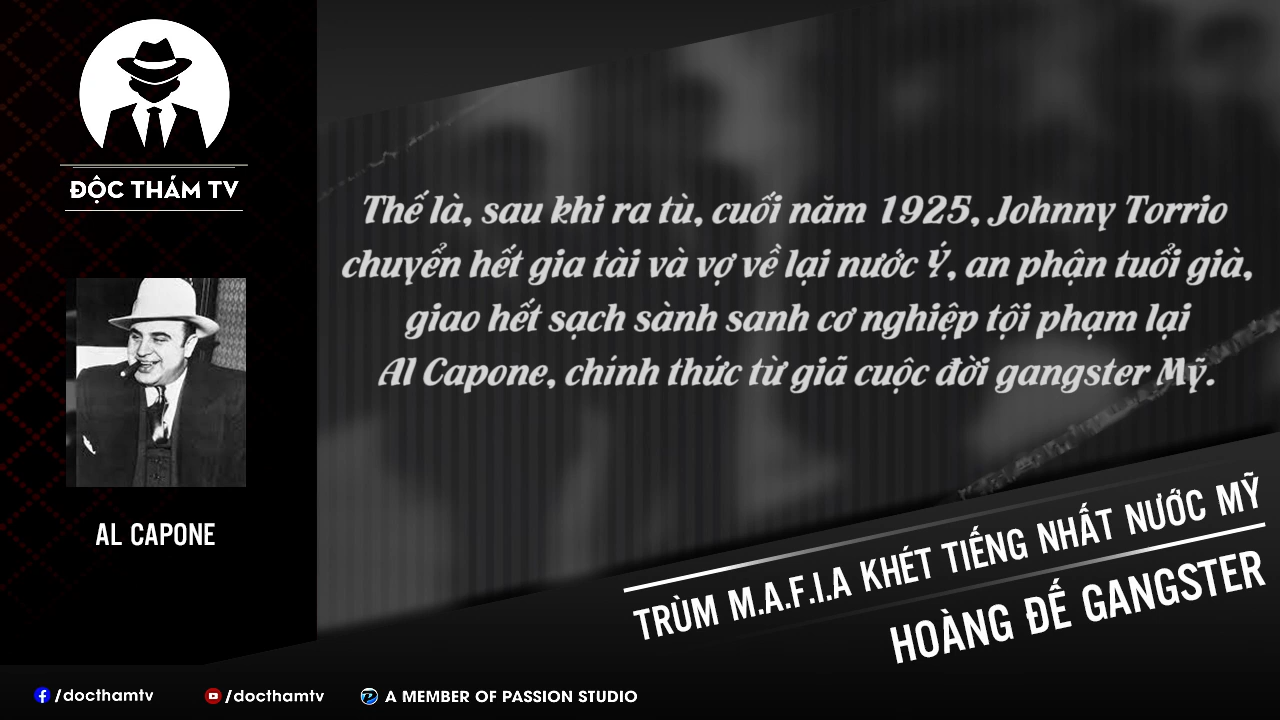 ĐỘC THÁM TV
AL CAPONE
Thế là, sau khi ra tù, cuối năm 1925, Johnny Torrio
chuyển hết gia tài và vợ về lại nước Ý, an phận tuổi già,
giao hết sạch sành sanh cơ nghiệp tội phạm lại
Al Capone, chính thức từ giã cuộc đời gangster Mỹ.
TRÙM M.A.F.I.A KHÉT TIẾNG NHẤT NƯỚC MỸ
HOÀNG ĐẾ GANGSTER
/docthamtv
/docthamtv
A MEMBER OF PASSION STUDIO